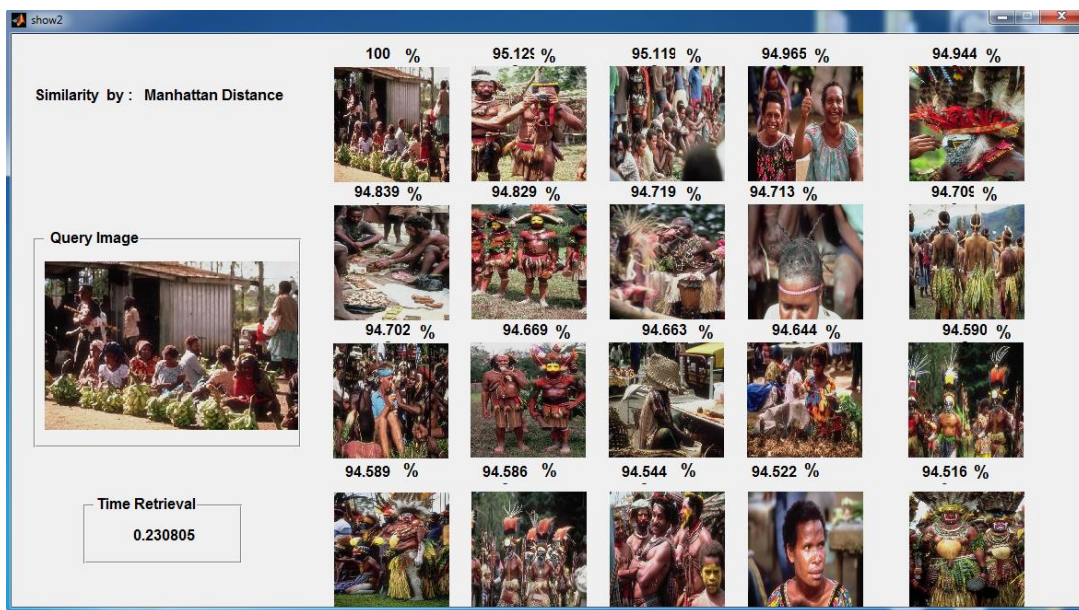 show2
Similarity by : Manhattan Distance
100 % 95.129 % 95.119 % 94.965 % 94.944 %
94.839 % 94.829 % 94.719 % 94.713 % 94.709 %
Query Image
94.702 % 94.669 % 94.663 % 94.644 % 94.590 %
94.589 % 94.586 % 94.544 % 94.522 % 94.516 %
Time Retrieval
0.230805